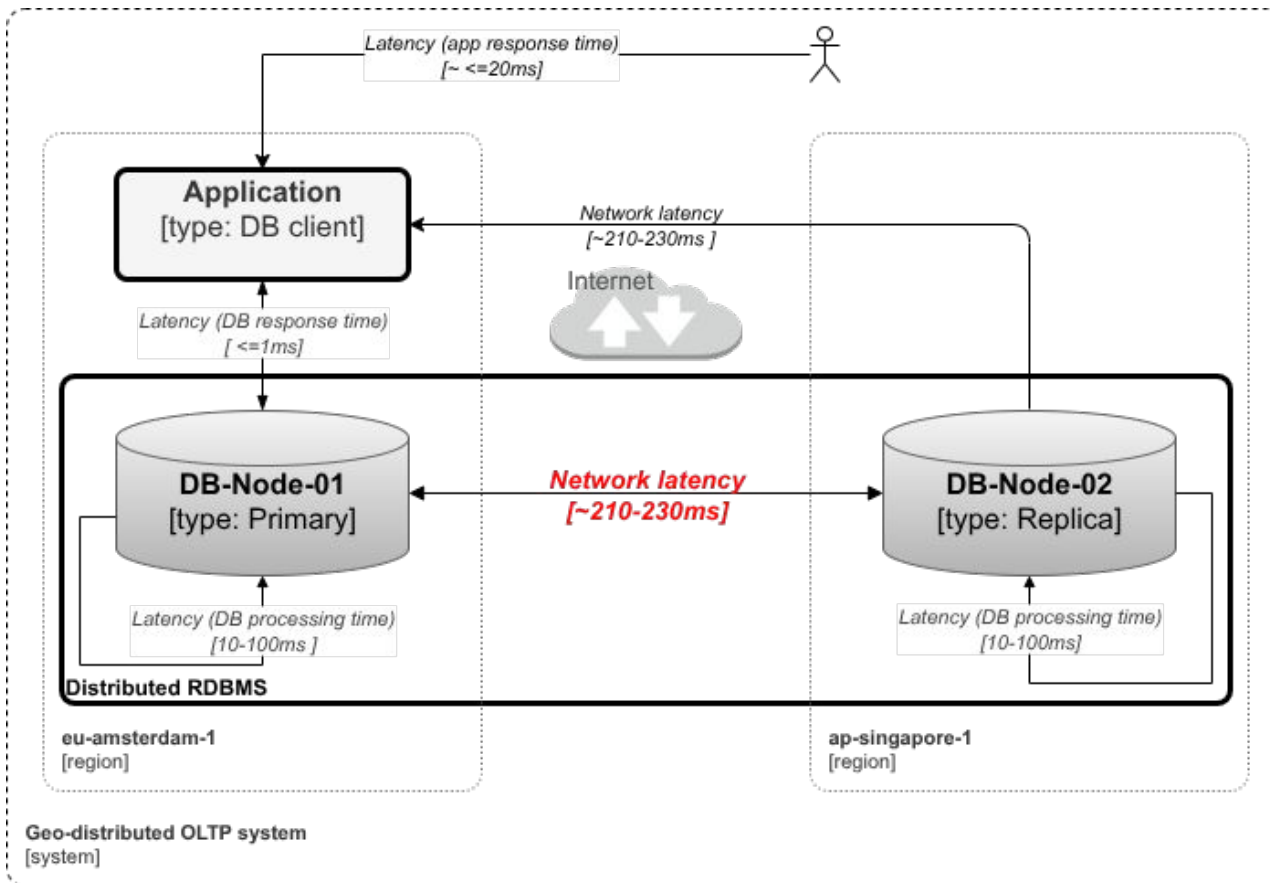 Latency (app response time)
[~ <=20ms]
Application
[type: DB client]
Network latency
[~210-230ms ]
Internet
Latency (DB response time)
[ <=1ms]
DB-Node-01
[type: Primary]
Network latency
[~210-230ms]
DB-Node-02
[type: Replica]
Latency (DB processing time)
[10-100ms ]
Latency (DB processing time)
[10-100ms]
Distributed RDBMS
eu-amsterdam-1
[region]
ap-singapore-1
[region]
Geo-distributed OLTP system
[system]